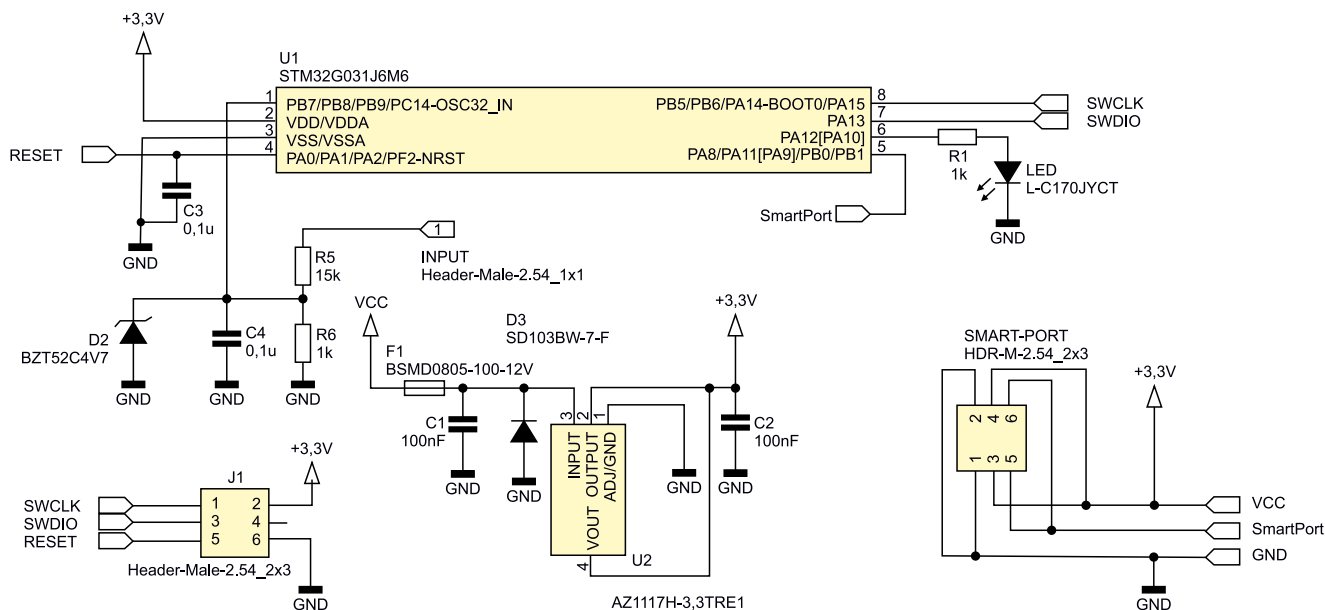 +3,3V
U1
STM32G031J6M6
1
PB7/PB8/PB9/PC14-OSC32_IN
2
VDD/VDDA
3
VSS/VSSA
4
PA0/PA1/PA2/PF2-NRST
PB5/PB6/PA14-BOOT0/PA15
8
SWCLK
PA13
7
SWDIO
PA12[PA10]
6
PA8/PA11[PA9]/PB0/PB1
5
RESET
R1
1k
LED
L-C170JYCT
GND
SmartPort
C3
0,1u
GND
1
INPUT
Header-Male-2.54_1x1
R5
15k
D2
BZT52C4V7
GND
C4
0,1u
GND
R6
1k
GND
VCC
F1
BSMD0805-100-12V
D3
SD103BW-7-F
+3,3V
C1
100nF
GND
GND
3
2
1
INPUT
OUTPUT
ADJ/GND
VOUT
4
U2
AZ1117H-3,3TRE1
GND
C2
100nF
GND
SMART-PORT
HDR-M-2.54_2x3
2 4 6
1 3 5
+3,3V
VCC
SmartPort
GND
GND
+3,3V
J1
SWCLK
1 2
SWDIO
3 4
RESET
5 6
Header-Male-2.54_2x3
GND